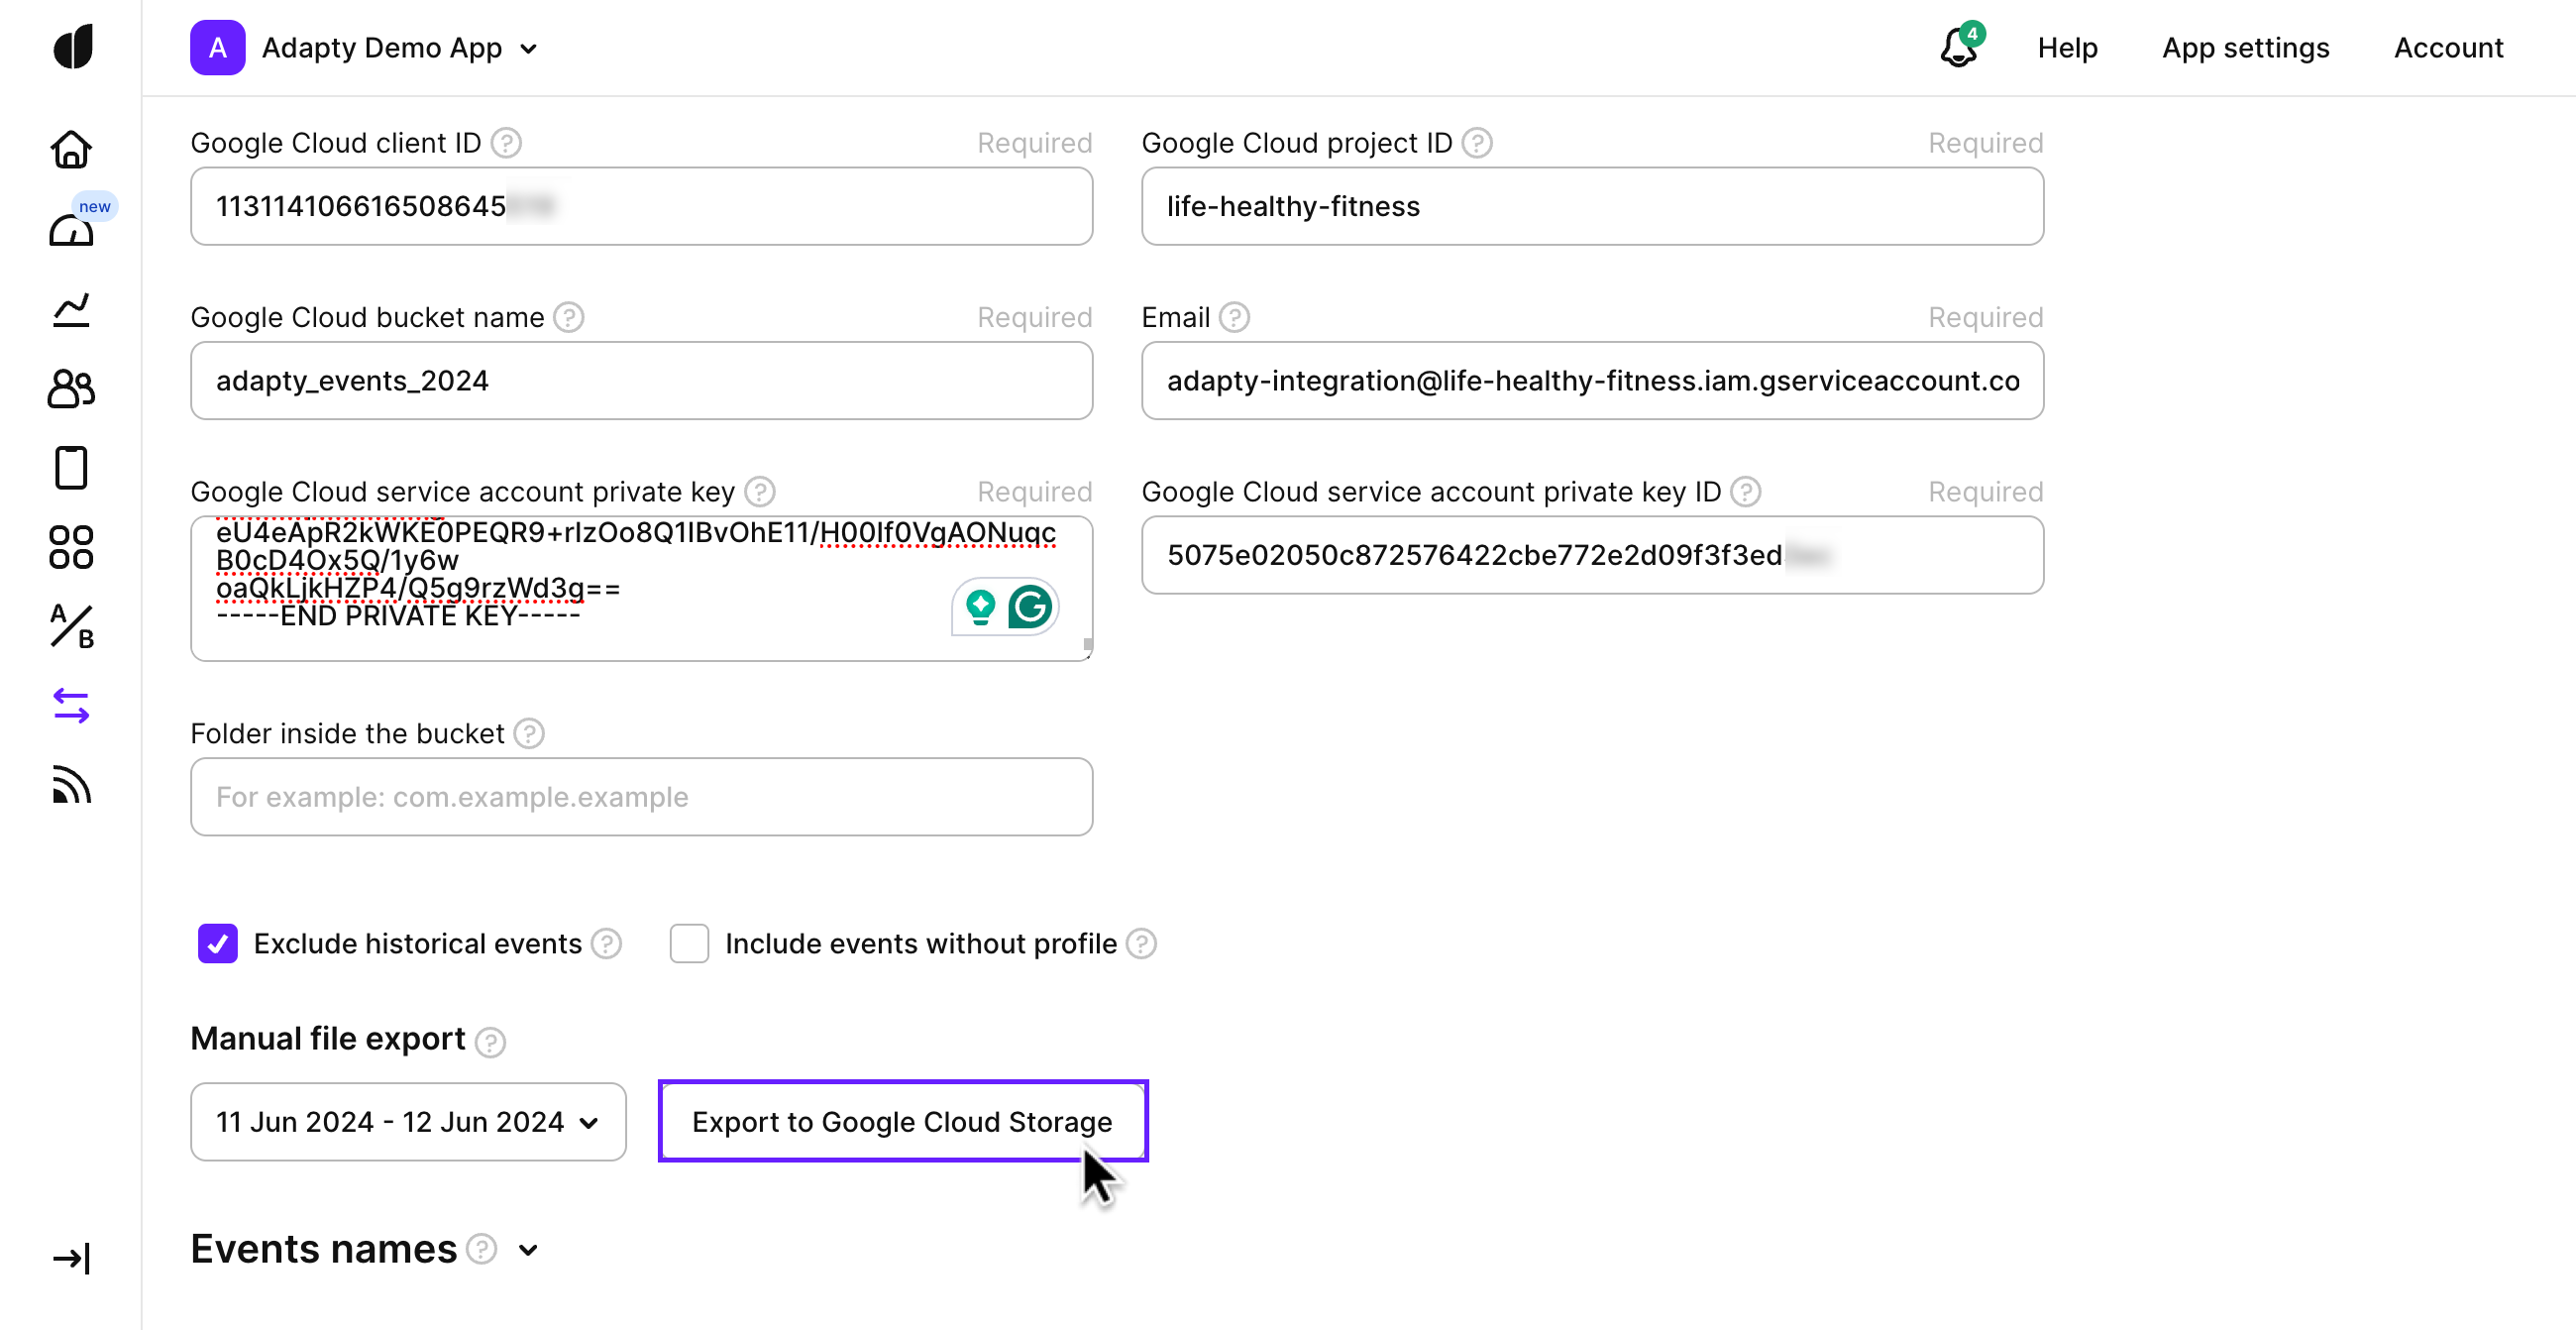 A Adapty Demo App
4
Help
App settings
Account
new
Google Cloud client ID ? Required
113114106616508645
Google Cloud project ID ? Required
life-healthy-fitness
Google Cloud bucket name ? Required
adapty_events_2024
Email ? Required
adapty-integration@life-healthy-fitness.iam.gserviceaccount.co
Google Cloud service account private key ? Required
eU4eApR2kWKE0PEQR9+rIzOo8Q1IBvOhE11/H00If0VgAONuqc
B0cD4Ox5Q/1y6w
oaQkLjkHZP4/Q5g9rzWd3g==
-----END PRIVATE KEY-----
G
Google Cloud service account private key ID ? Required
5075e02050c872576422cbe772e2d09f3f3ed
A/B
Folder inside the bucket ?
For example: com.example.example
Exclude historical events ?
Include events without profile ?
Manual file export ?
11 Jun 2024 - 12 Jun 2024
Export to Google Cloud Storage
Events names ?